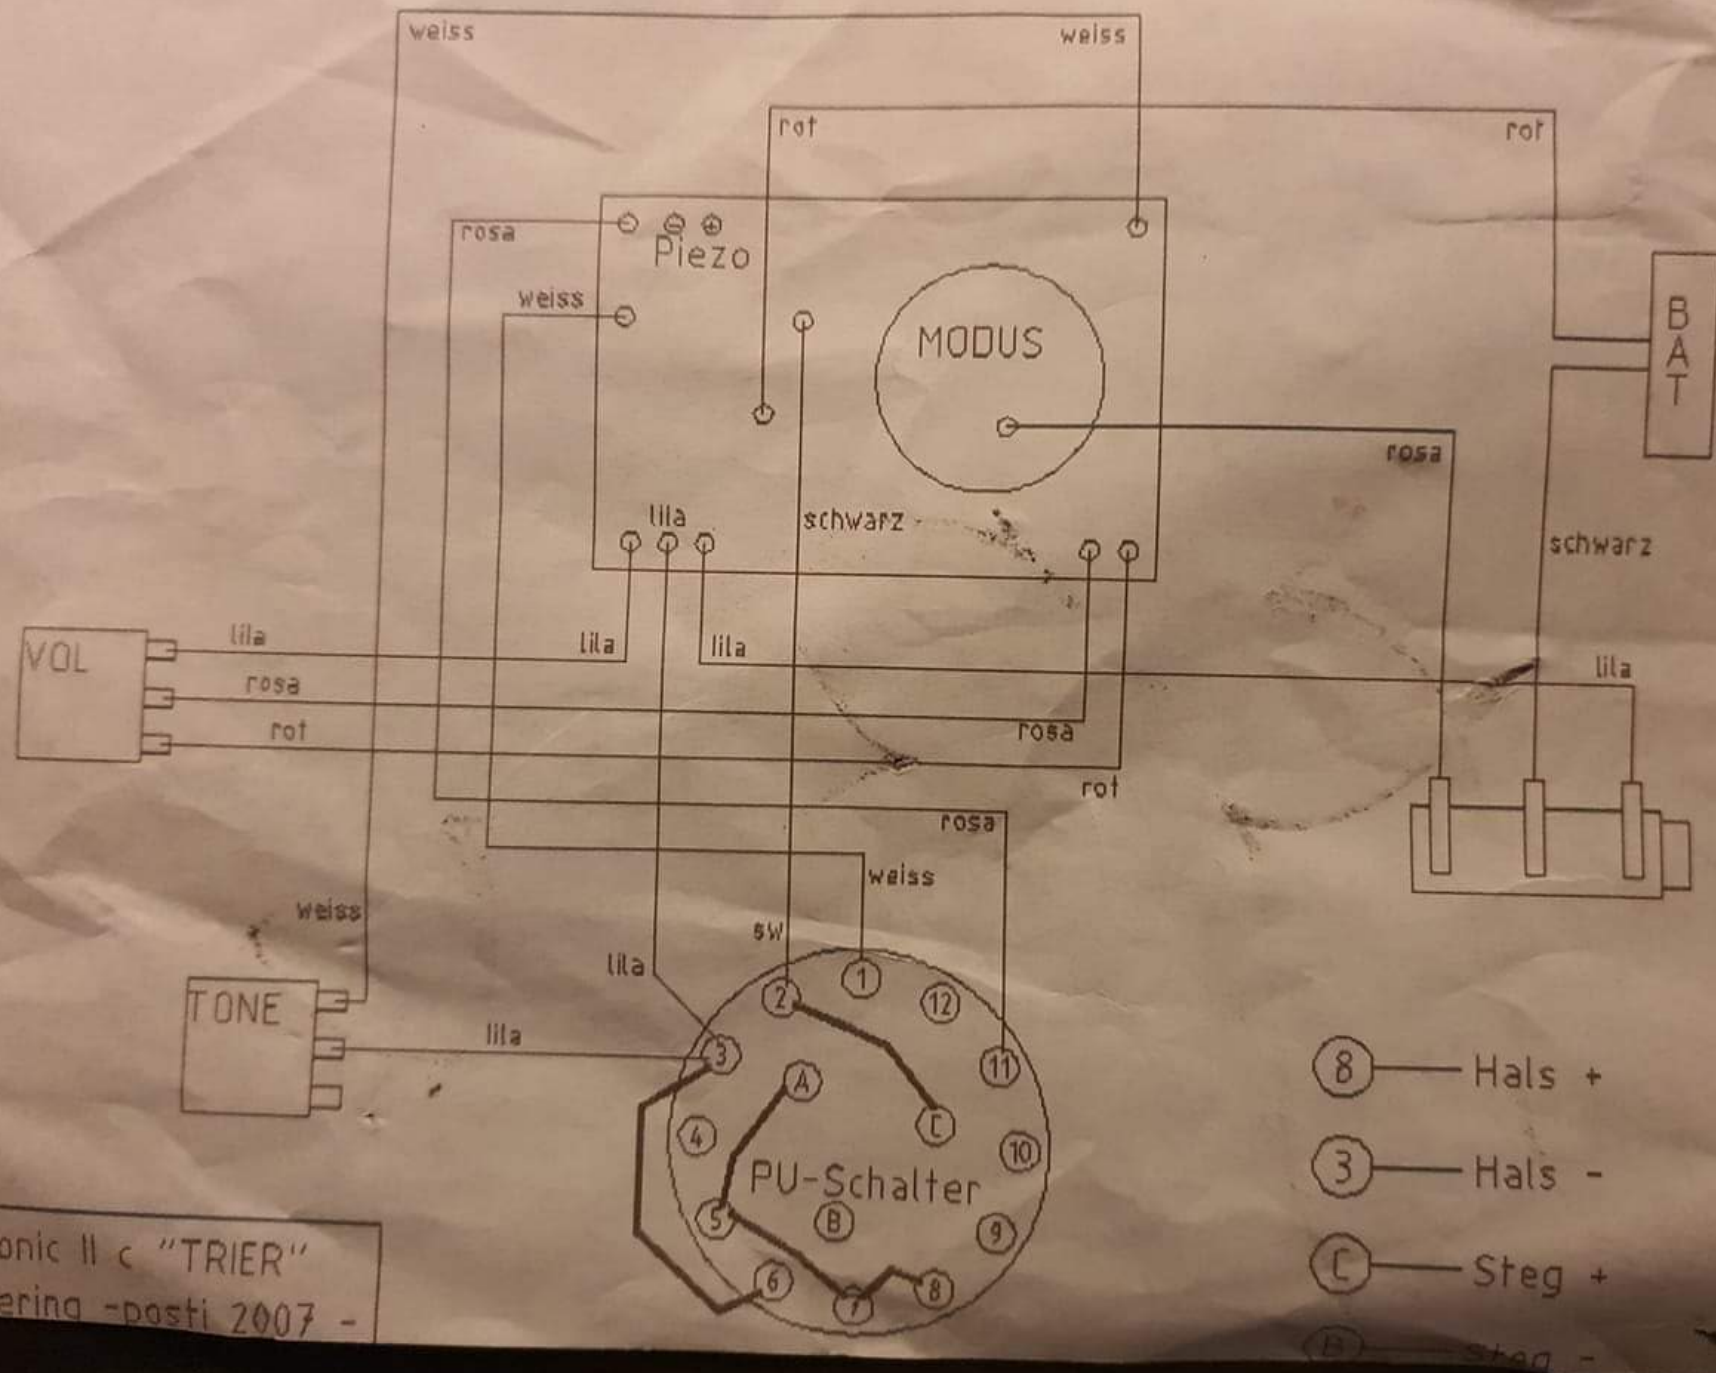 weiss weiss
rot rot
rosa
Piezo
weiss
MODUS
BAT
rosa
lila
schwarz
schwarz
VOL
lila
lila
lila
lila
rosa
rosa
rot
rot
rosa
weiss
weiss
sw
lila
TONE
lila
1
2
12
3
11
A
C
4
10
PU-Schalter
5
B
9
6
7
8
8 Hals +
3 Hals -
C Steg +
B Steg -
onic II c "TRIER"
ering -posti 2007 -